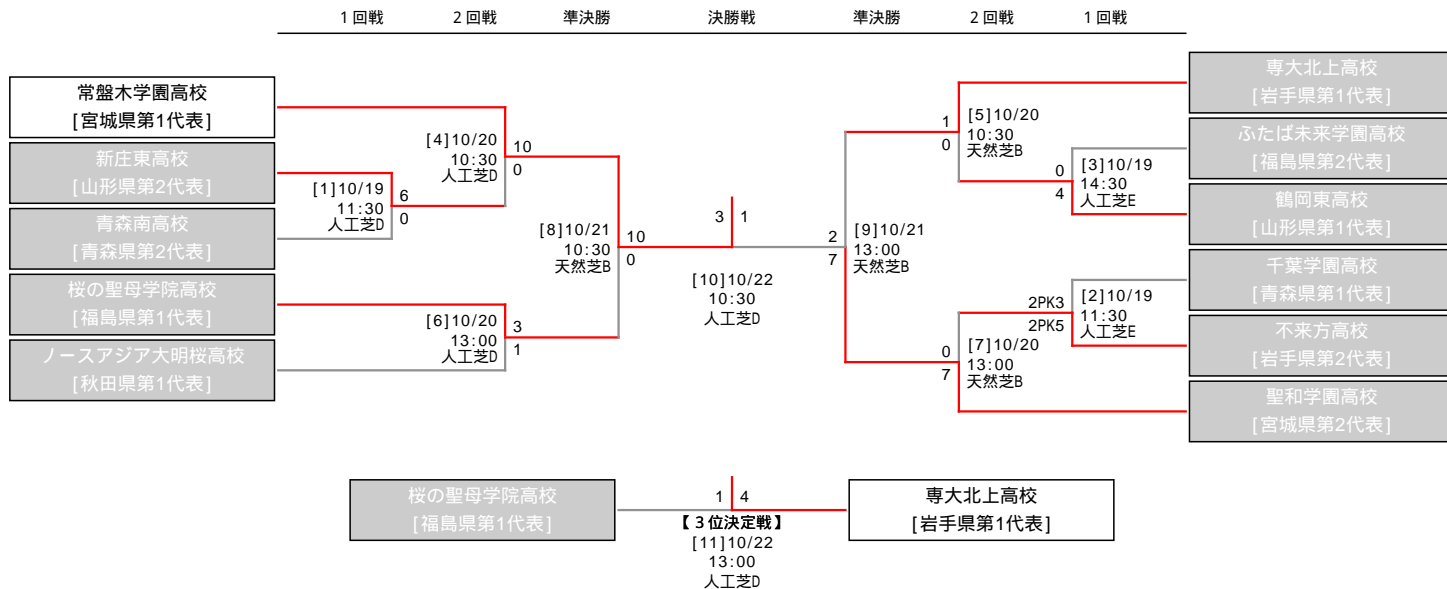 1回戦 2回戦 準決勝 決勝戦 準決勝 2回戦 1回戦
常盤木学園高校
[宮城県第1代表]
新庄東高校
[山形県第2代表]
青森南高校
[青森県第2代表]
桜の聖母学院高校
[福島県第1代表]
ノースアジア大明桜高校
[秋田県第1代表]
[1]10/19
11:30
人工芝D
6
0
[4]10/20
10:30
人工芝D
10
0
[6]10/20
13:00
人工芝D
3
1
[8]10/21
10:30
天然芝B
10
0
3 1
[10]10/22
10:30
人工芝D
2
7
[9]10/21
13:00
天然芝B
1
0
[5]10/20
10:30
天然芝B
0
4
[3]10/19
14:30
人工芝E
2PK3
2PK5
[2]10/19
11:30
人工芝E
0
7
[7]10/20
13:00
天然芝B
専大北上高校
[岩手県第1代表]
ふたば未来学園高校
[福島県第2代表]
鶴岡東高校
[山形県第1代表]
千葉学園高校
[青森県第1代表]
不来方高校
[岩手県第2代表]
聖和学園高校
[宮城県第2代表]
桜の聖母学院高校
[福島県第1代表]
1 4
【3位決定戦】
[11]10/22
13:00
人工芝D
専大北上高校
[岩手県第1代表]